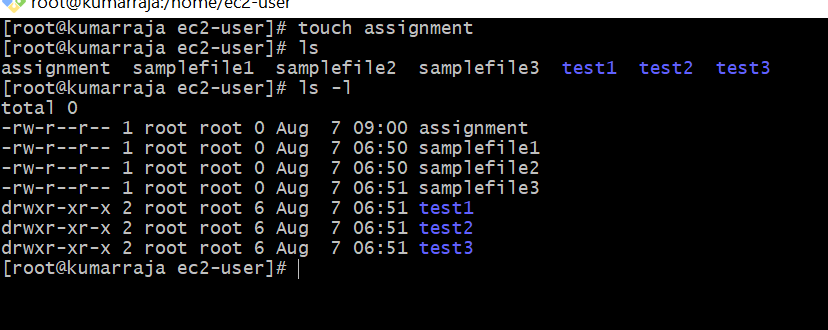 root@kumarraja:/home/ec2-user
[root@kumarraja ec2-user]# touch assignment
[root@kumarraja ec2-user]# ls
assignment  samplefile1  samplefile2  samplefile3  test1  test2  test3
[root@kumarraja ec2-user]# ls -l
total 0
-rw-r--r-- 1 root root 0 Aug  7 09:00 assignment
-rw-r--r-- 1 root root 0 Aug  7 06:50 samplefile1
-rw-r--r-- 1 root root 0 Aug  7 06:50 samplefile2
-rw-r--r-- 1 root root 0 Aug  7 06:51 samplefile3
drwxr-xr-x 2 root root 6 Aug  7 06:51 test1
drwxr-xr-x 2 root root 6 Aug  7 06:51 test2
drwxr-xr-x 2 root root 6 Aug  7 06:51 test3
[root@kumarraja ec2-user]#